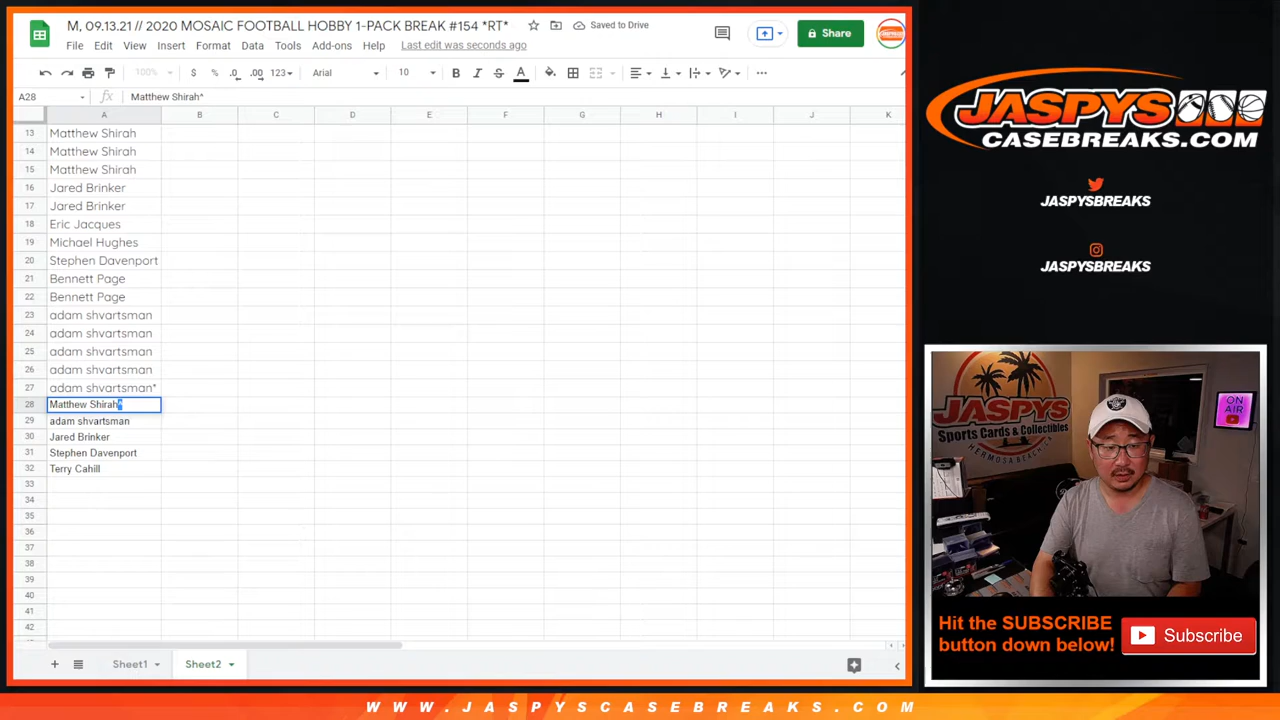 M, 09.13.21 // 2020 MOSAIC FOOTBALL HOBBY 1-PACK BREAK #154 *RT*
Saved to Drive
File Edit View Insert Format Data Tools Add-ons Help Last edit was seconds ago
Share
100% $ % .0 .00 123 Arial 10 B I S A
A28 fx Matthew Shirah^
A B C D E F G H I J K
13 Matthew Shirah
14 Matthew Shirah
15 Matthew Shirah
16 Jared Brinker
17 Jared Brinker
18 Eric Jacques
19 Michael Hughes
20 Stephen Davenport
21 Bennett Page
22 Bennett Page
23 adam shvartsman
24 adam shvartsman
25 adam shvartsman
26 adam shvartsman
27 adam shvartsman*
28 Matthew Shirah^
29 adam shvartsman
30 Jared Brinker
31 Stephen Davenport
32 Terry Cahill
33
34
35
36
37
38
39
40
41
42
Sheet1 Sheet2
JASPYS
CASEBREAKS.COM
JASPYSBREAKS
JASPYSBREAKS
JASPYS
Sports Cards & Collectibles
HERMOSA BEACH, CA
ON
AIR
Hit the SUBSCRIBE
button down below!
Subscribe
WWW.JASPYSCASEBREAKS.COM